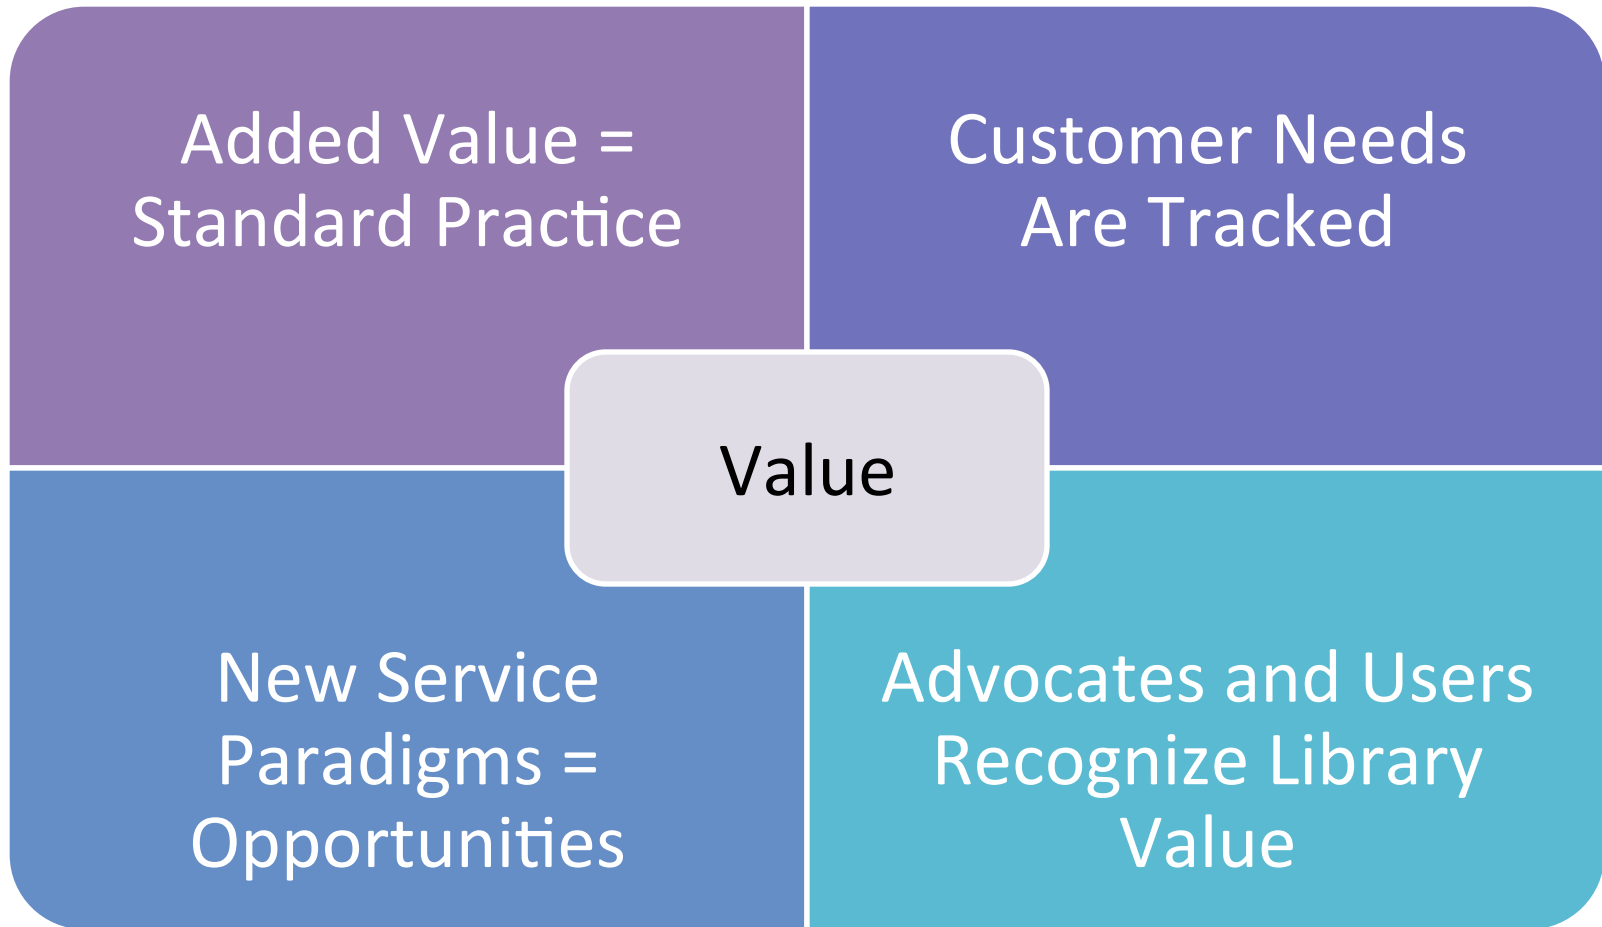 Added Value =
Standard Practice
Customer Needs
Are Tracked
Value
New Service
Paradigms =
Opportunities
Advocates and Users
Recognize Library
Value